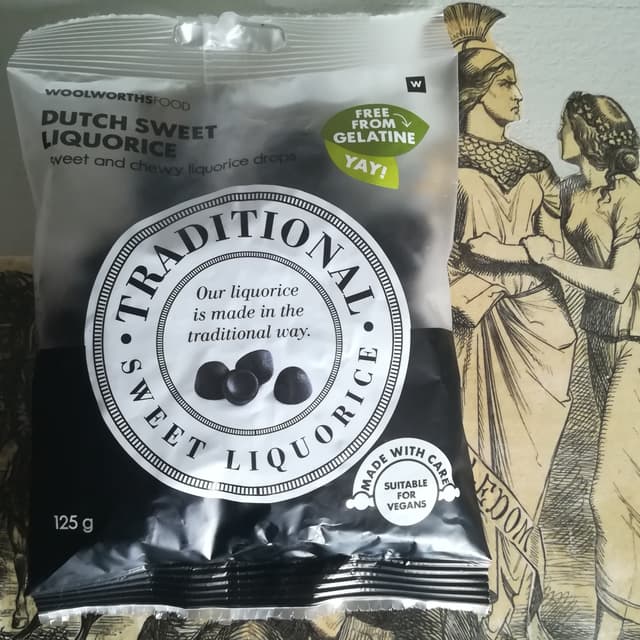 WOOLWORTHSFOOD
W
DUTCH SWEET
LIQUORICE
sweet and chewy liquorice drops
FREE
FROM
GELATINE
YAY!
TRADITIONAL
Our liquorice
is made in the
traditional way.
SWEET LIQUORICE
MADE WITH CARE
SUITABLE
FOR
VEGANS
125 g
EEDOM